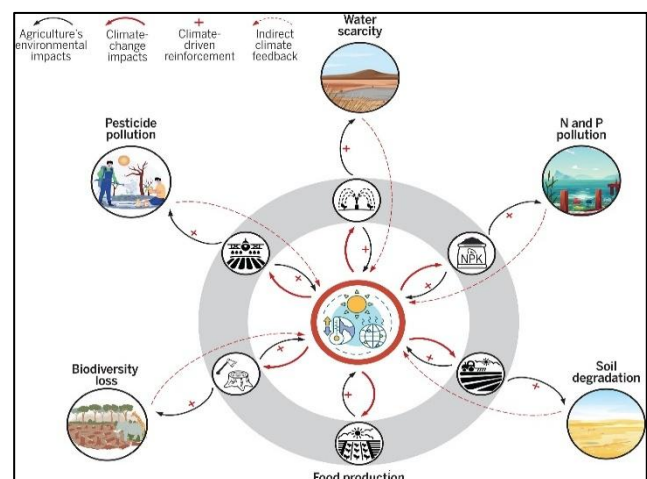 Agriculture's
environmental
impacts
Climate-
change
impacts
+
Climate-
driven
reinforcement
Indirect
climate
feedback
Water
scarcity
Pesticide
pollution
N and P
pollution
+
+
+
NPK
+
+
+
+
+
+
Biodiversity
loss
+
+
Soil
degradation
Food production